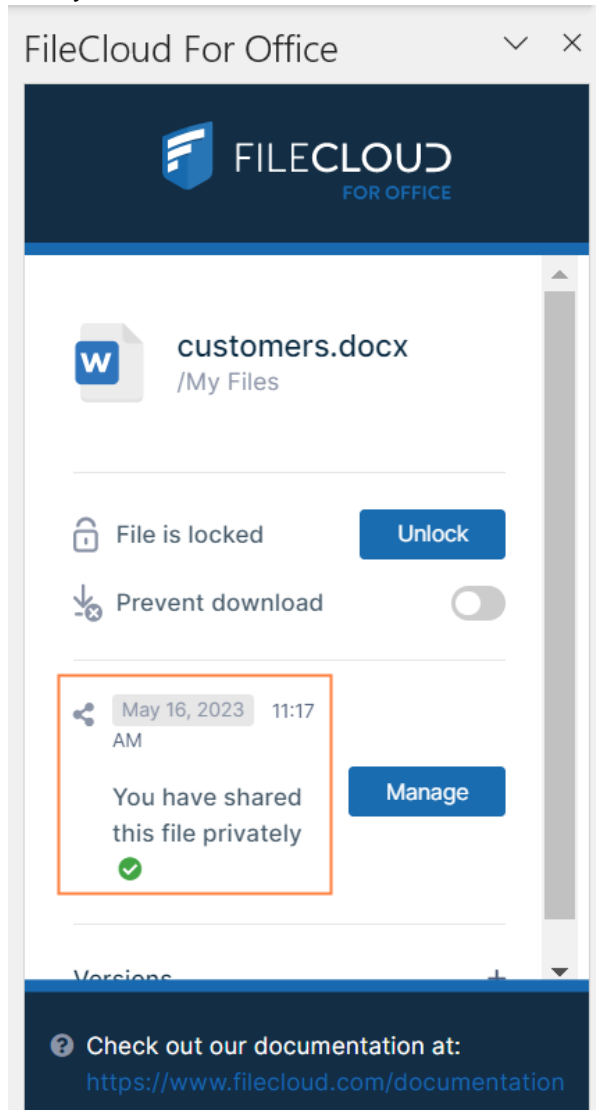 FileCloud For Office
FILECLOUD
FOR OFFICE
W
customers.docx
/My Files
File is locked
Unlock
Prevent download
May 16, 2023 11:17
AM
You have shared
this file privately
Manage
Versions
Check out our documentation at:
https://www.filecloud.com/documentation